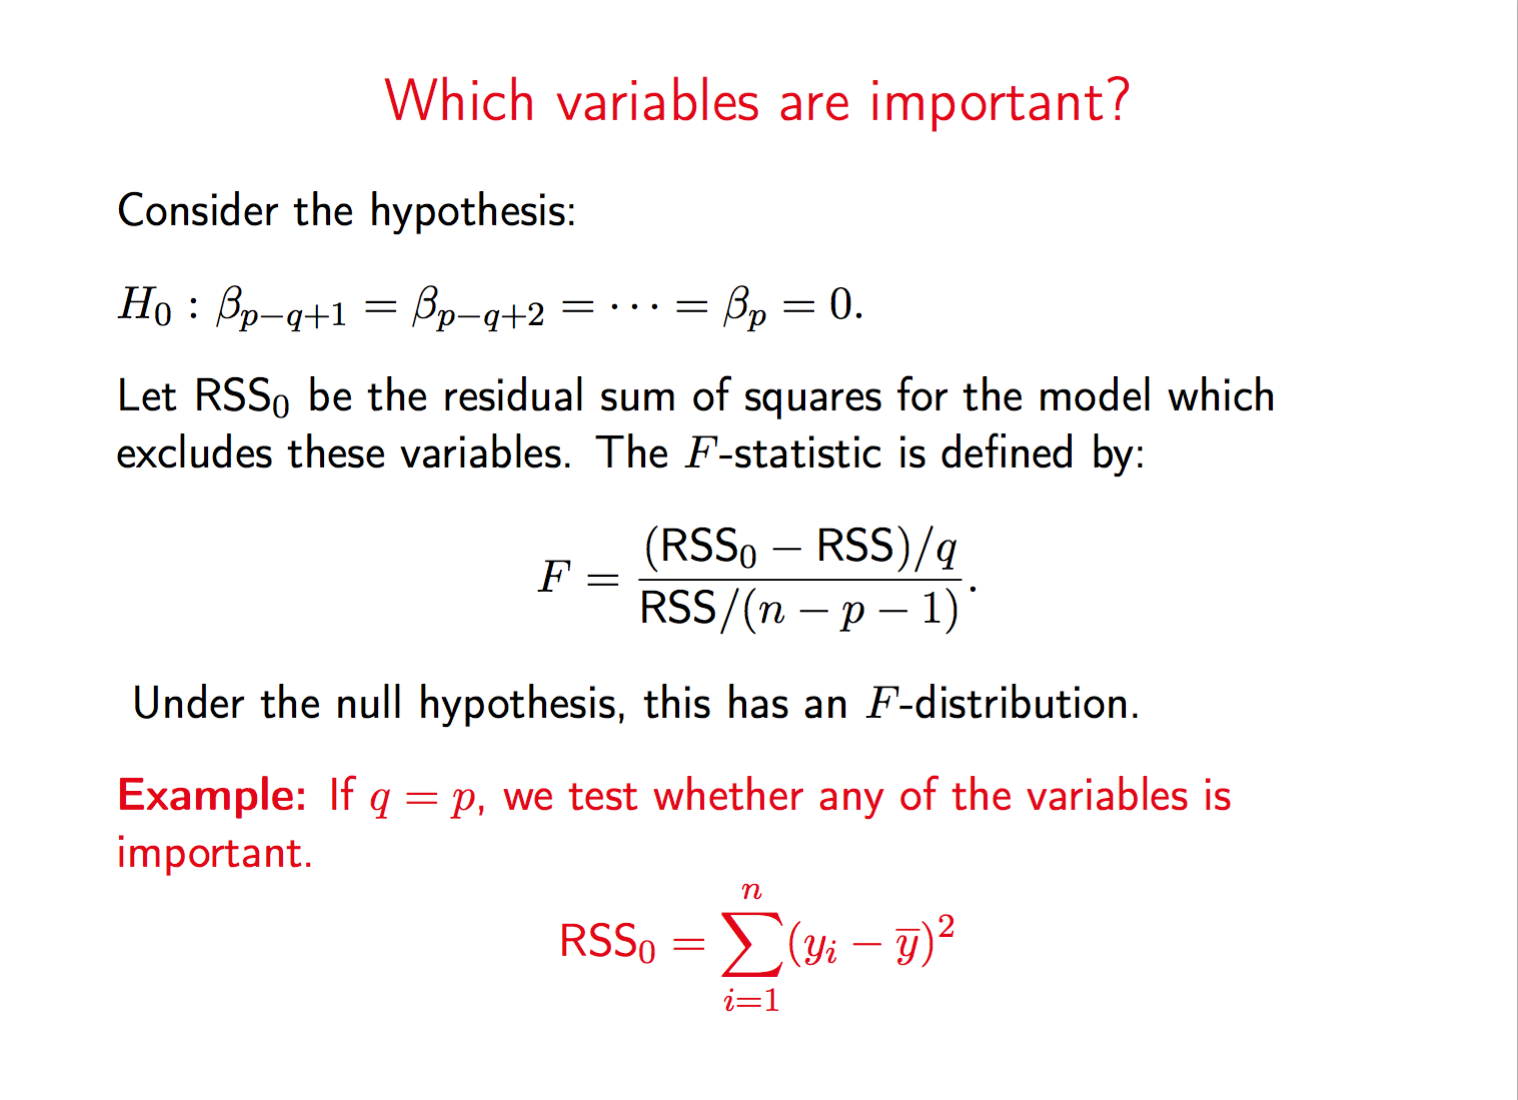 Which variables are important?
Consider the hypothesis:
H₀ : β_{p−q+1} = β_{p−q+2} = ··· = β_p = 0.
Let RSS₀ be the residual sum of squares for the model which
excludes these variables. The F-statistic is defined by:
F = \frac{(RSS₀ − RSS)/q}{RSS/(n − p − 1)}.
Under the null hypothesis, this has an F-distribution.
Example: If q = p, we test whether any of the variables is
important.
RSS₀ = \sum_{i=1}^{n} (y_i − \overline{y})²